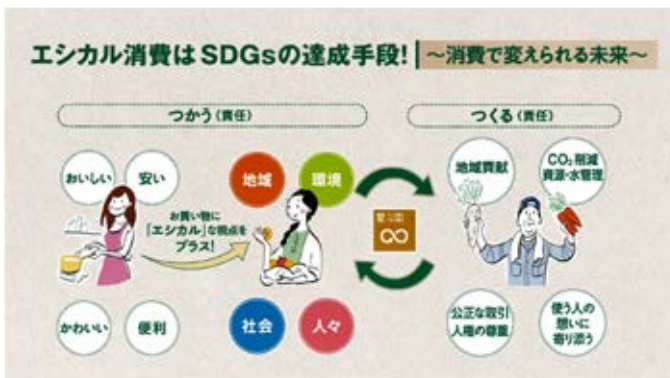 エシカル消費はSDGsの達成手段!
〜消費で変えられる未来〜
つかう(責任)
おいしい
安い
かわいい
便利
お買い物に
「エシカル」な視点を
プラス!
地域
環境
社会
人々
つくる(責任)
地域貢献
CO₂削減
資源・水管理
公正な取引
人権の尊重
使う人の
想いに
寄り添う